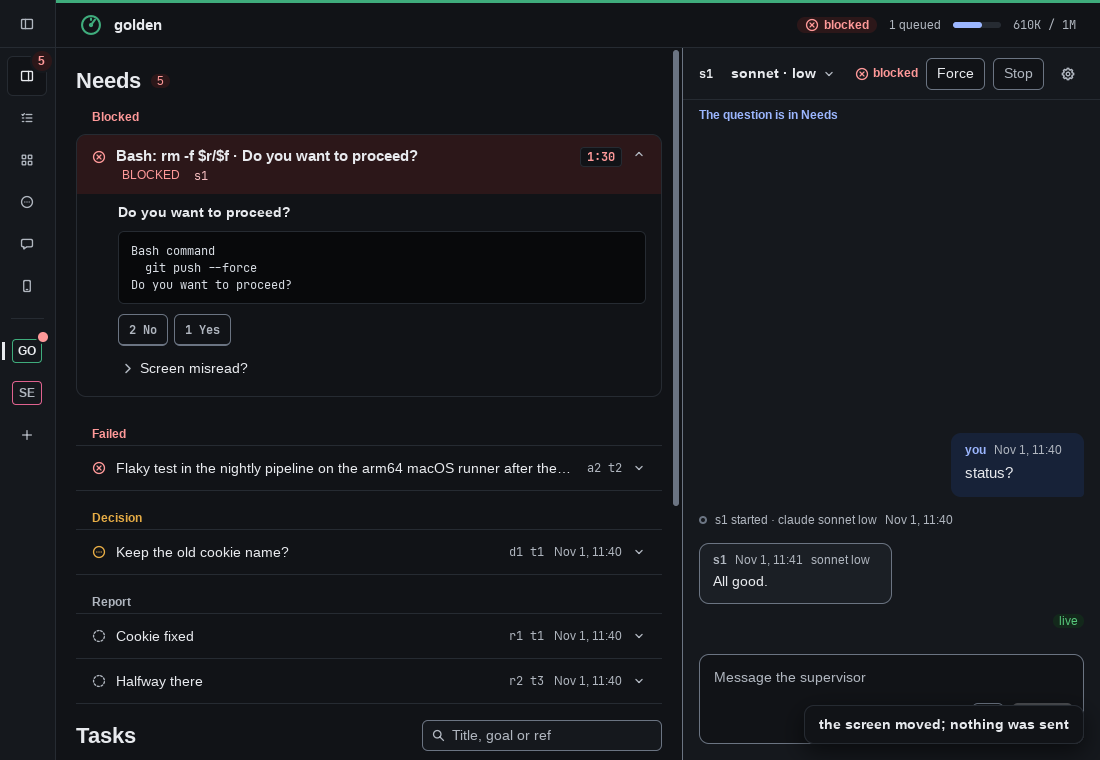 golden
blocked
1 queued
610K / 1M
5
Needs 5
Blocked
Bash: rm -f $r/$f · Do you want to proceed?
1:30
BLOCKED s1
Do you want to proceed?
Bash command
git push --force
Do you want to proceed?
2 No
1 Yes
Screen misread?
Failed
Flaky test in the nightly pipeline on the arm64 macOS runner after the… a2 t2
Decision
Keep the old cookie name? d1 t1 Nov 1, 11:40
Report
Cookie fixed r1 t1 Nov 1, 11:40
Halfway there r2 t3 Nov 1, 11:40
Tasks
Title, goal or ref
GO
SE
s1 sonnet · low
blocked
Force
Stop
The question is in Needs
you Nov 1, 11:40
status?
s1 started · claude sonnet low Nov 1, 11:40
s1 Nov 1, 11:41 sonnet low
All good.
live
Message the supervisor
the screen moved; nothing was sent